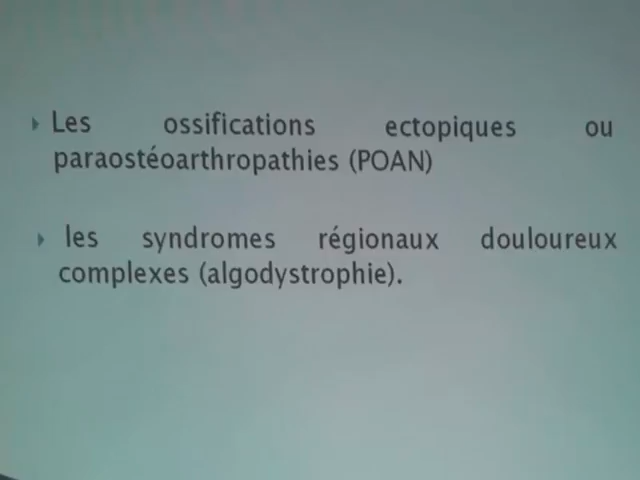 Les ossifications ectopiques ou
paraostéoarthropathies (POAN)
les syndromes régionaux douloureux
complexes (algodystrophie).